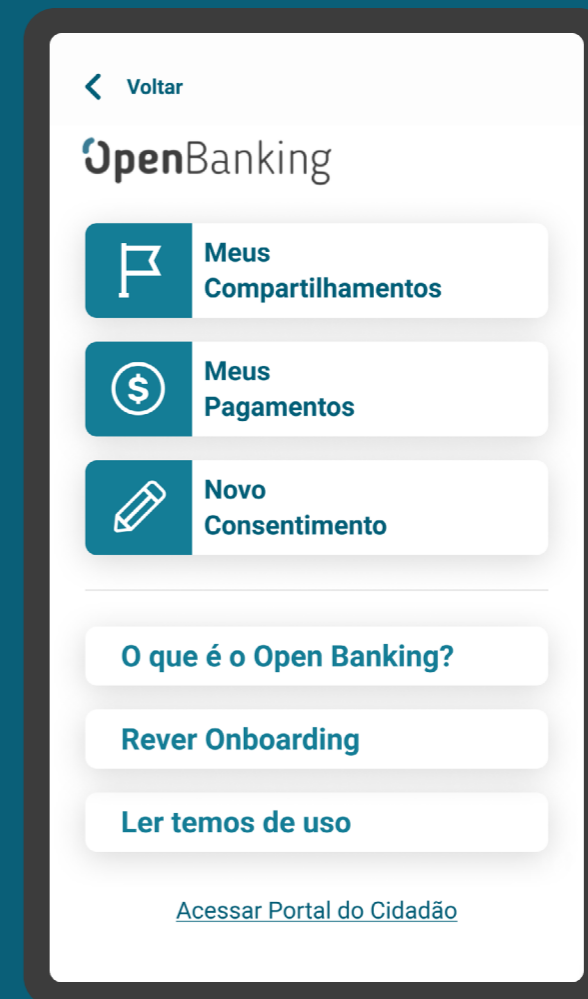 Voltar
OpenBanking
Meus
Compartilhamentos
$
Meus
Pagamentos
Novo
Consentimento
O que é o Open Banking?
Rever Onboarding
Ler temos de uso
Acessar Portal do Cidadão